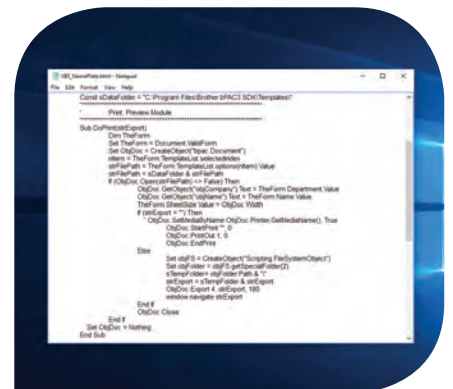 VBS_NamePlate.html - Notepad
File Edit Format View Help
Const sDataFolder = "C:\Program Files\Brother bPAC3 SDK\Templates\"
' Print, Preview Module
Sub DoPrint(strExport)
Dim TheForm
Set TheForm = Document.ValidForm
Set ObjDoc = CreateObject("bpac.Document")
nItem = TheForm.TemplateList.selectedIndex
strFilePath = TheForm.TemplateList.options(nItem).Value
strFilePath = sDataFolder & strFilePath
If (ObjDoc.Open(strFilePath) <> False) Then
ObjDoc.GetObject("objCompany").Text = TheForm.Department.Value
ObjDoc.GetObject("objName").Text = TheForm.Name.Value
TheForm.SheetSize.Value = ObjDoc.Width
If (strExport = "") Then
' ObjDoc.SetMediaByName ObjDoc.Printer.GetMediaName(), True
ObjDoc.StartPrint "", 0
ObjDoc.PrintOut 1, 0
ObjDoc.EndPrint
Else
Set objFS = CreateObject("Scripting.FileSystemObject")
Set objFolder = objFS.getSpecialFolder(2)
sTempFolder= objFolder.Path & "\"
strExport = sTempFolder & strExport
ObjDoc.Export 4, strExport, 180
window.navigate strExport
End If
ObjDoc.Close
End If
Set ObjDoc = Nothing
End Sub